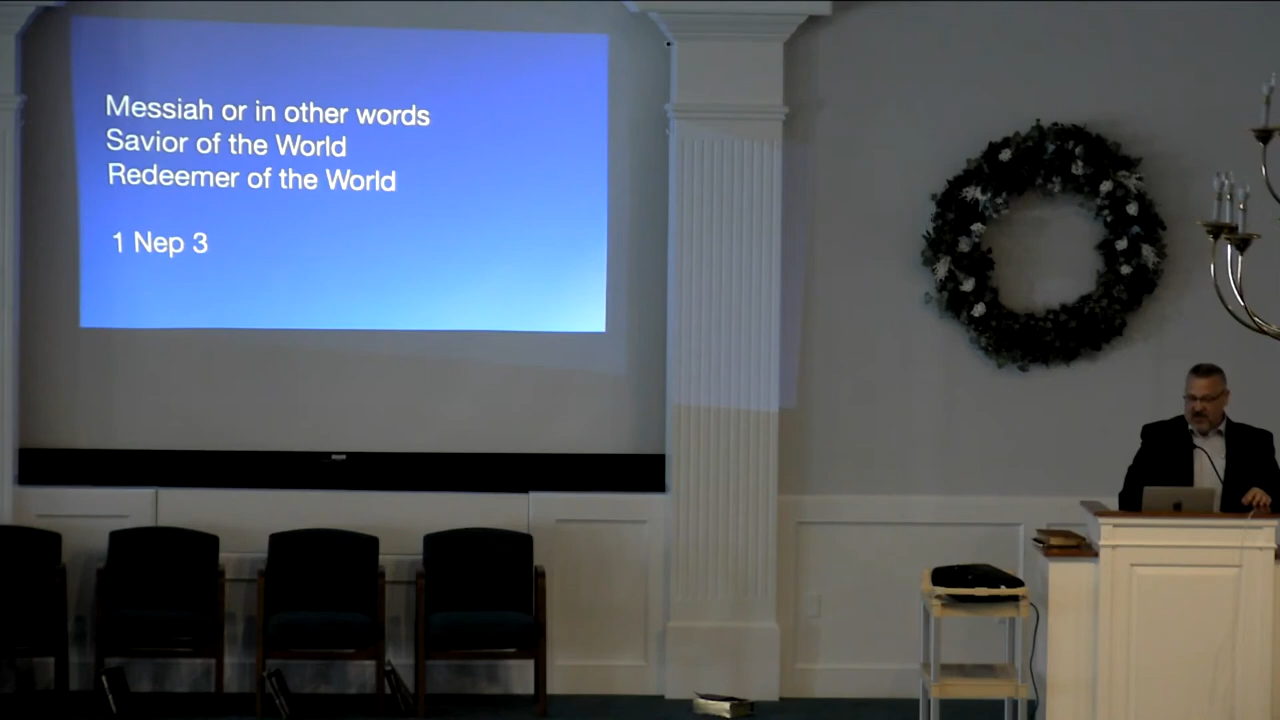 Messiah or in other words
Savior of the World
Redeemer of the World
1 Nep 3